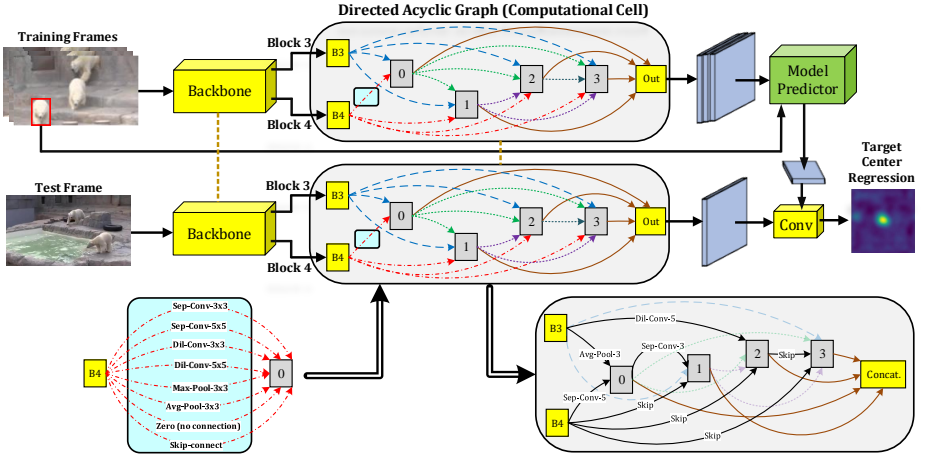 Directed Acyclic Graph (Computational Cell)
Training Frames
Block 3
B3
0
1
2
3
Out
Backbone
B4
Block 4
Model
Predictor
Test Frame
Block 3
B3
0
1
2
3
Out
Backbone
B4
Block 4
Target
Center
Regression
Conv
Sep-Conv-3x3
Sep-Conv-5x5
Dil-Conv-3x3
Dil-Conv-5x5
Max-Pool-3x3
Avg-Pool-3x3
Zero (no connection)
Skip-connect
B4
0
B3
Dil-Conv-5
Avg-Pool-3
Sep-Conv-3
0
1
2
Skip
3
Concat.
Sep-Conv-5
B4
Skip
Skip
Skip